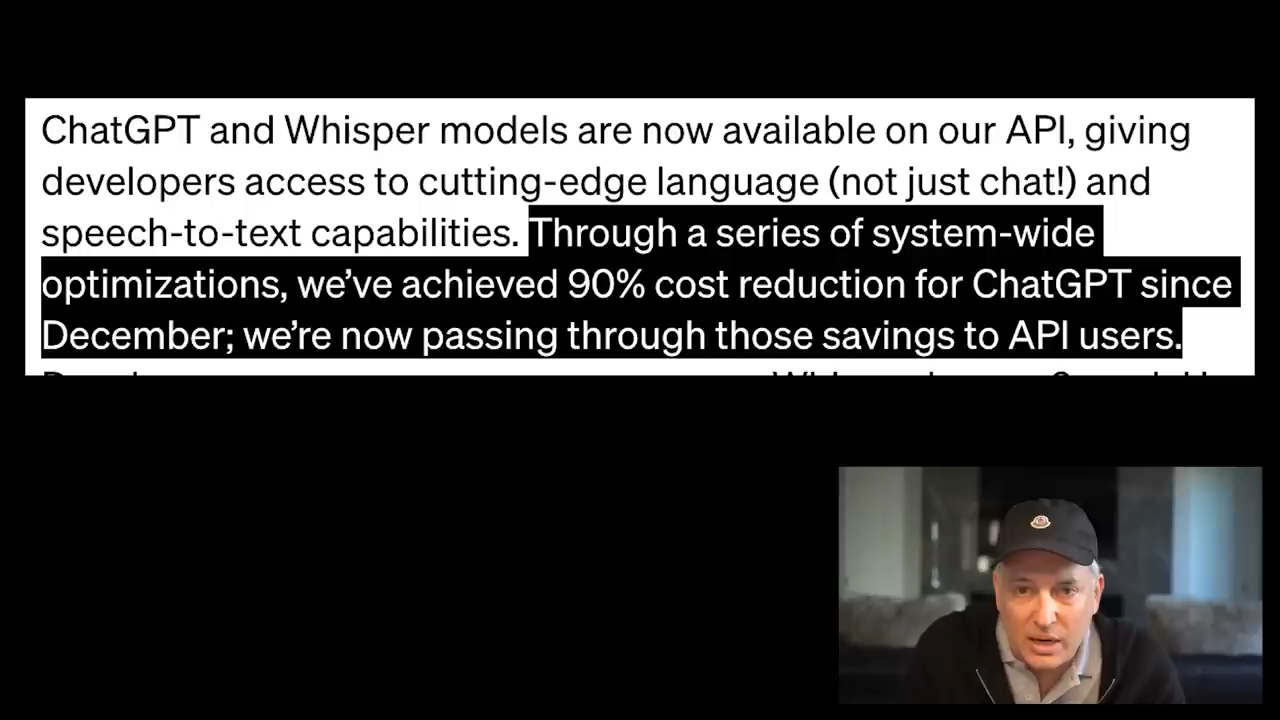 ChatGPT and Whisper models are now available on our API, giving
developers access to cutting-edge language (not just chat!) and
speech-to-text capabilities. Through a series of system-wide
optimizations, we’ve achieved 90% cost reduction for ChatGPT since
December; we’re now passing through those savings to API users.